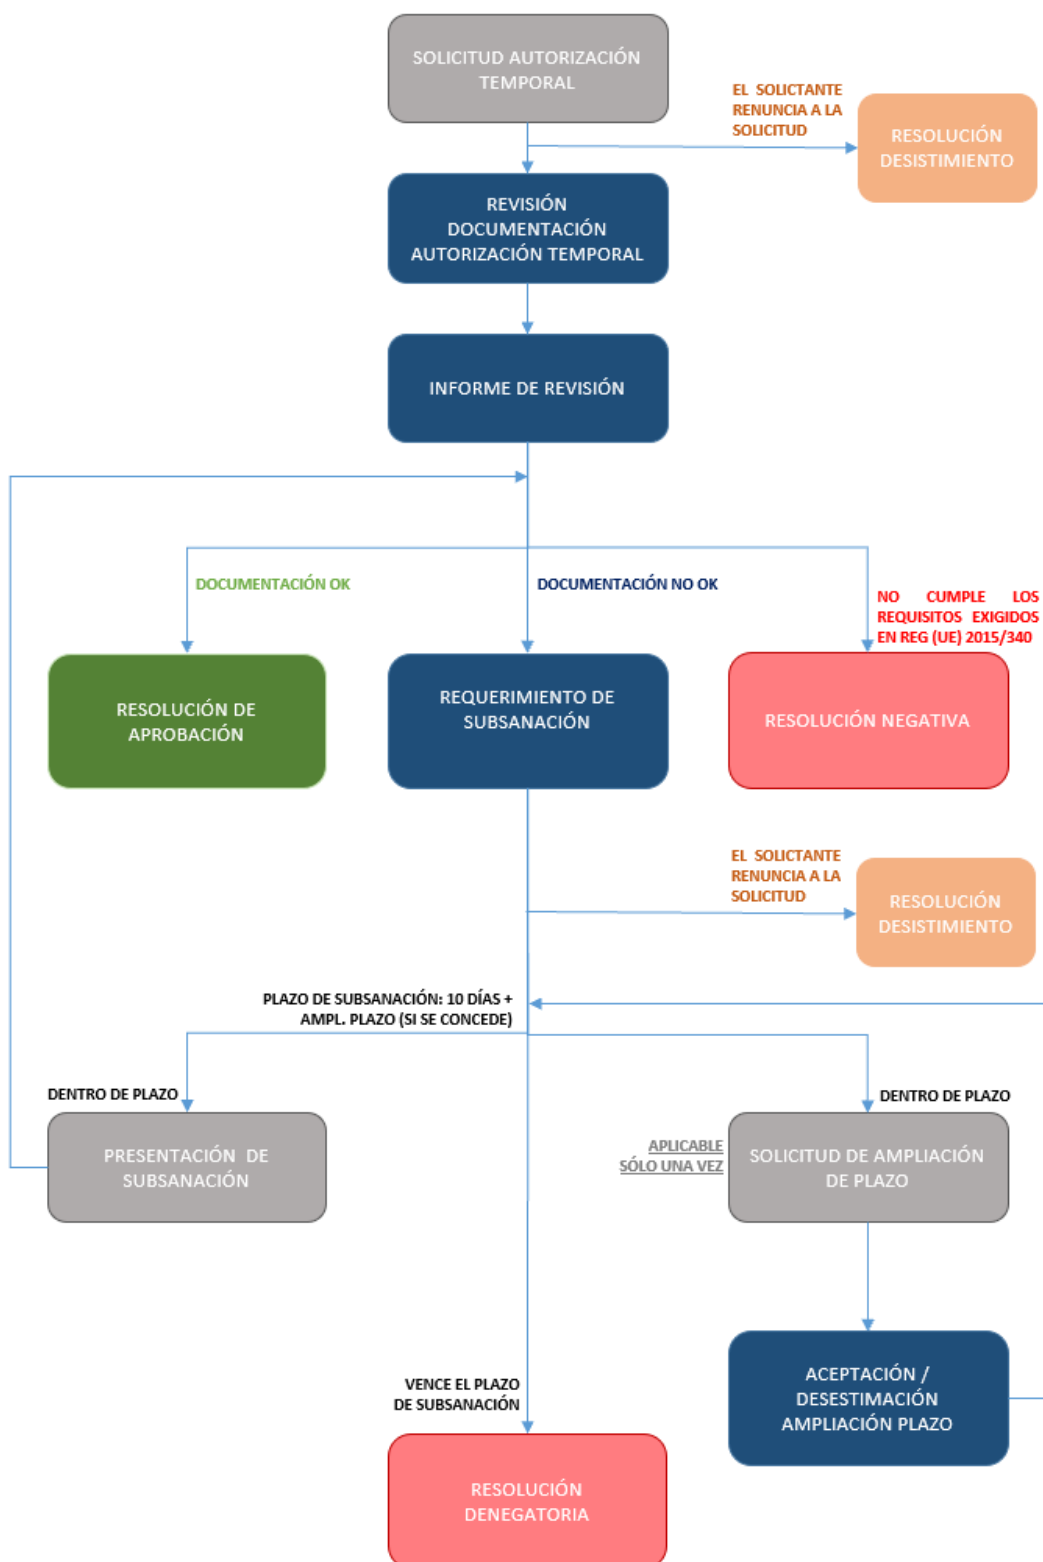 SOLICITUD AUTORIZACIÓN
TEMPORAL
EL SOLICTANTE
RENUNCIA A LA
SOLICITUD
RESOLUCIÓN
DESISTIMIENTO
REVISIÓN
DOCUMENTACIÓN
AUTORIZACIÓN TEMPORAL
INFORME DE REVISIÓN
DOCUMENTACIÓN OK
DOCUMENTACIÓN NO OK
NO CUMPLE LOS
REQUISITOS EXIGIDOS
EN REG (UE) 2015/340
RESOLUCIÓN DE
APROBACIÓN
REQUERIMIENTO DE
SUBSANACIÓN
RESOLUCIÓN NEGATIVA
EL SOLICTANTE
RENUNCIA A LA
SOLICITUD
RESOLUCIÓN
DESISTIMIENTO
PLAZO DE SUBSANACIÓN: 10 DÍAS +
AMPL. PLAZO (SI SE CONCEDE)
DENTRO DE PLAZO
DENTRO DE PLAZO
PRESENTACIÓN DE
SUBSANACIÓN
APLICABLE
SÓLO UNA VEZ
SOLICITUD DE AMPLIACIÓN
DE PLAZO
VENCE EL PLAZO
DE SUBSANACIÓN
ACEPTACIÓN /
DESESTIMACIÓN
AMPLIACIÓN PLAZO
RESOLUCIÓN
DENEGATORIA